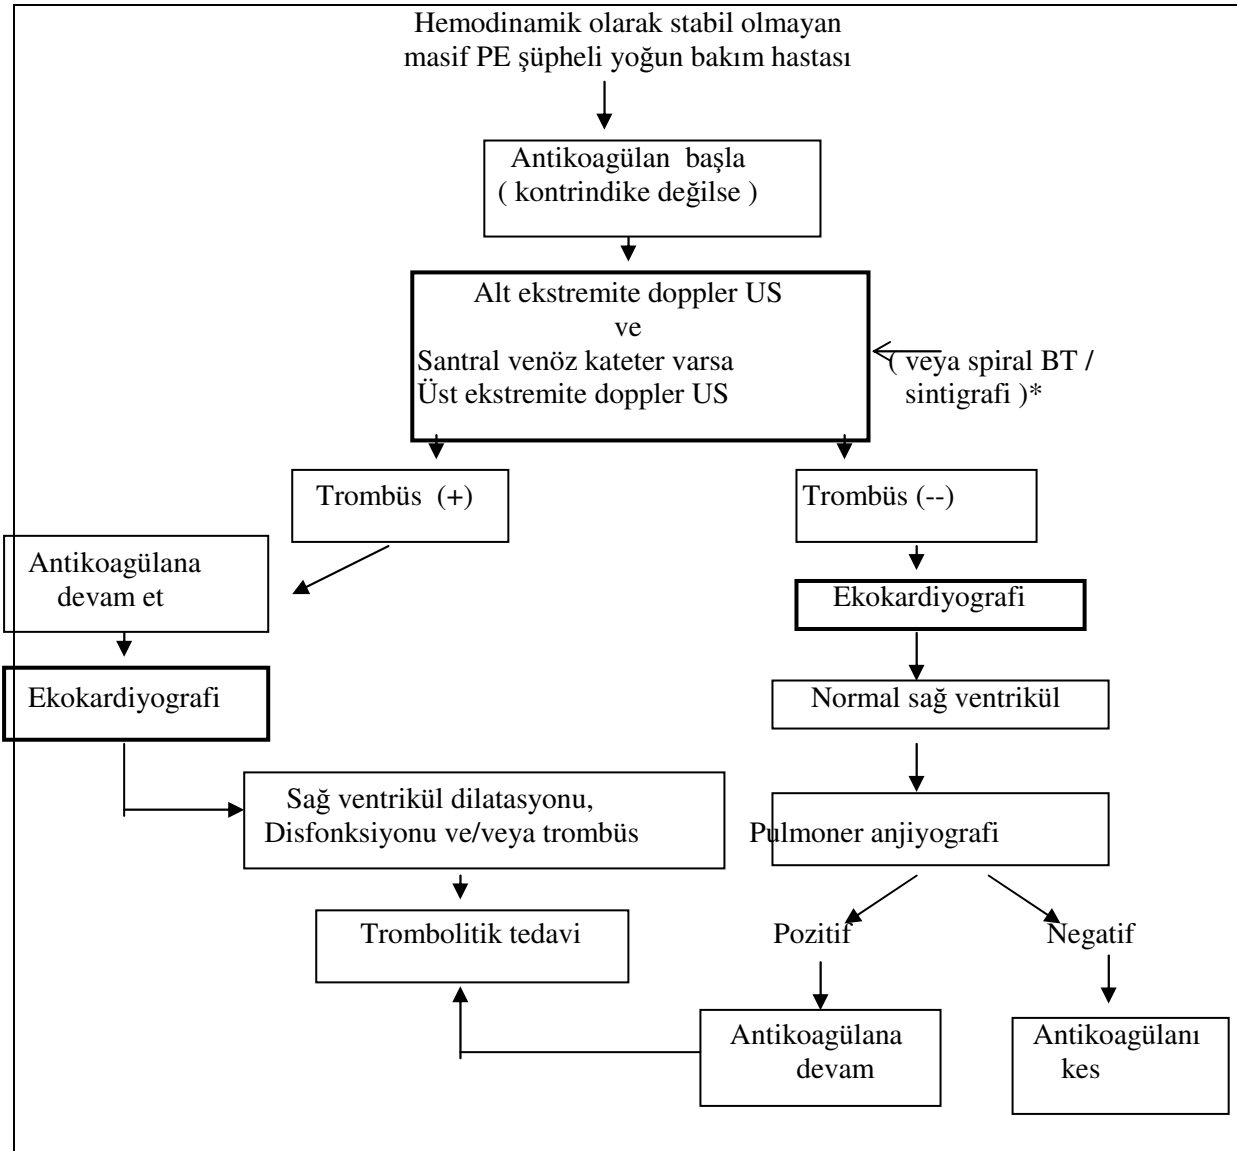 Hemodinamik olarak stabil olmayan
masif PE şüpheli yoğun bakım hastası
Antikoagülan başla
( kontrindike değilse )
Alt ekstremite doppler US
ve
Santral venöz kateter varsa
Üst ekstremite doppler US
( veya spiral BT /
sintigrafi )*
Trombüs (+)
Trombüs (--)
Antikoagülana
devam et
Ekokardiyografi
Ekokardiyografi
Normal sağ ventrikül
Sağ ventrikül dilatasyonu,
Disfonksiyonu ve/veya trombüs
Pulmoner anjiyografi
Trombolitik tedavi
Pozitif
Negatif
Antikoagülana
devam
Antikoagülanı
kes